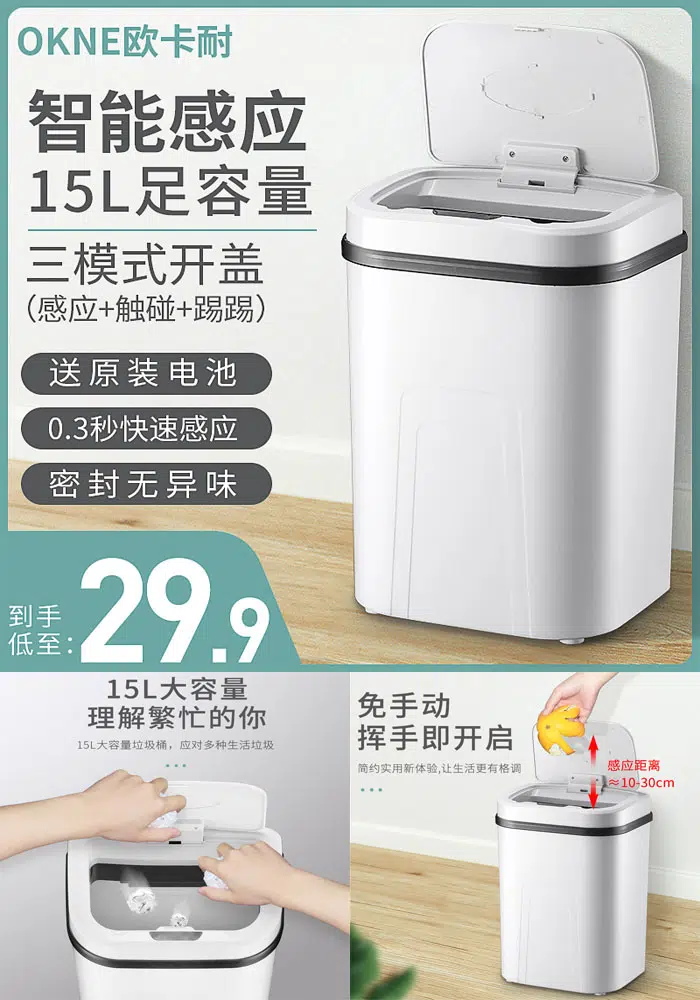 OKNE欧卡耐
智能感应
15L足容量
三模式开盖
（感应+触碰+踢踢）
送原装电池
0.3秒快速感应
密封无异味
到手
低至：
29.9
15L大容量
理解繁忙的你
15L大容量垃圾桶，应对多种生活垃圾
免手动
挥手即开启
简约实用新体验,让生活更有格调
感应距离
≈10-30cm